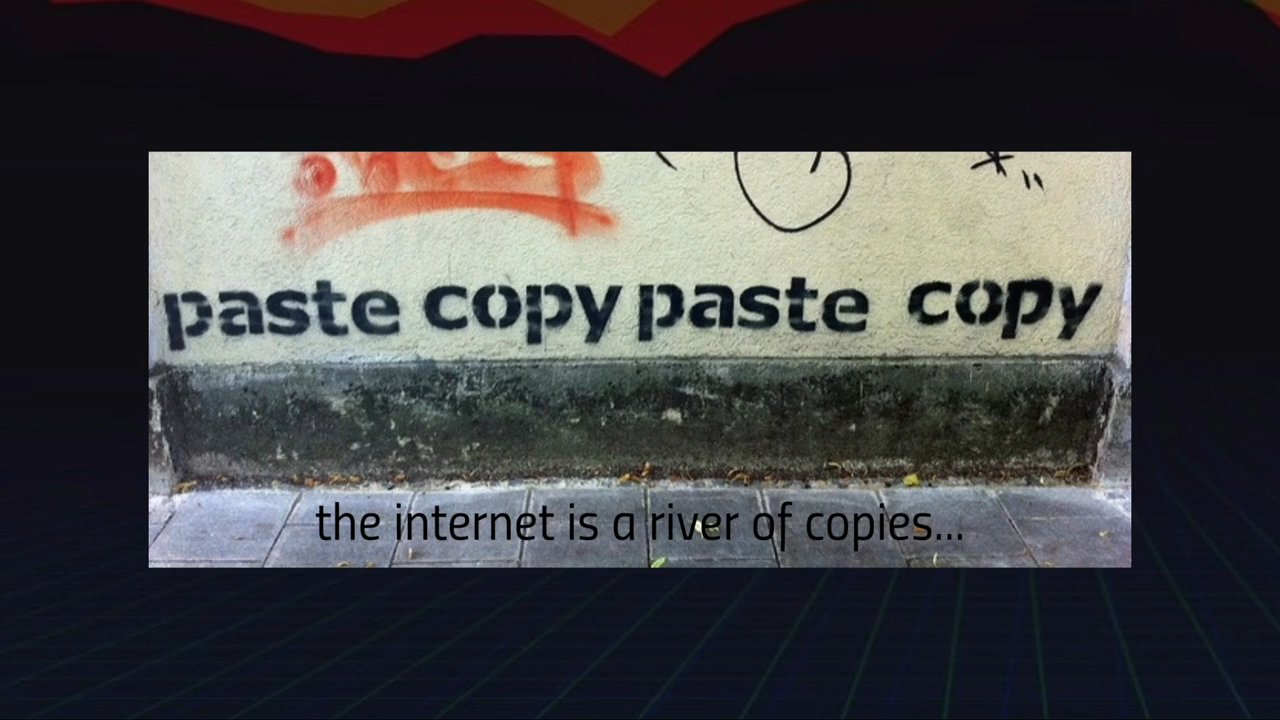 paste copy paste copy
the internet is a river of copies...